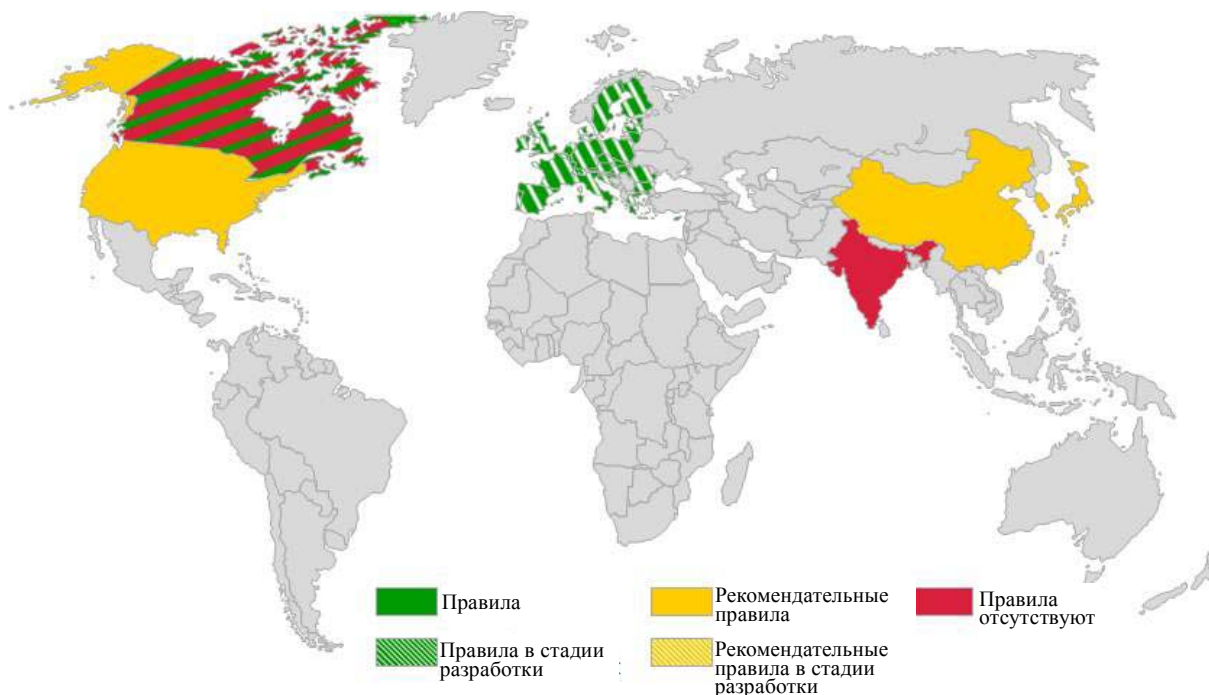 Правила
Рекомендательные
правила
Правила
отсутствуют
Правила в стадии
разработки
:
Рекомендательные
правила в стадии
разработки